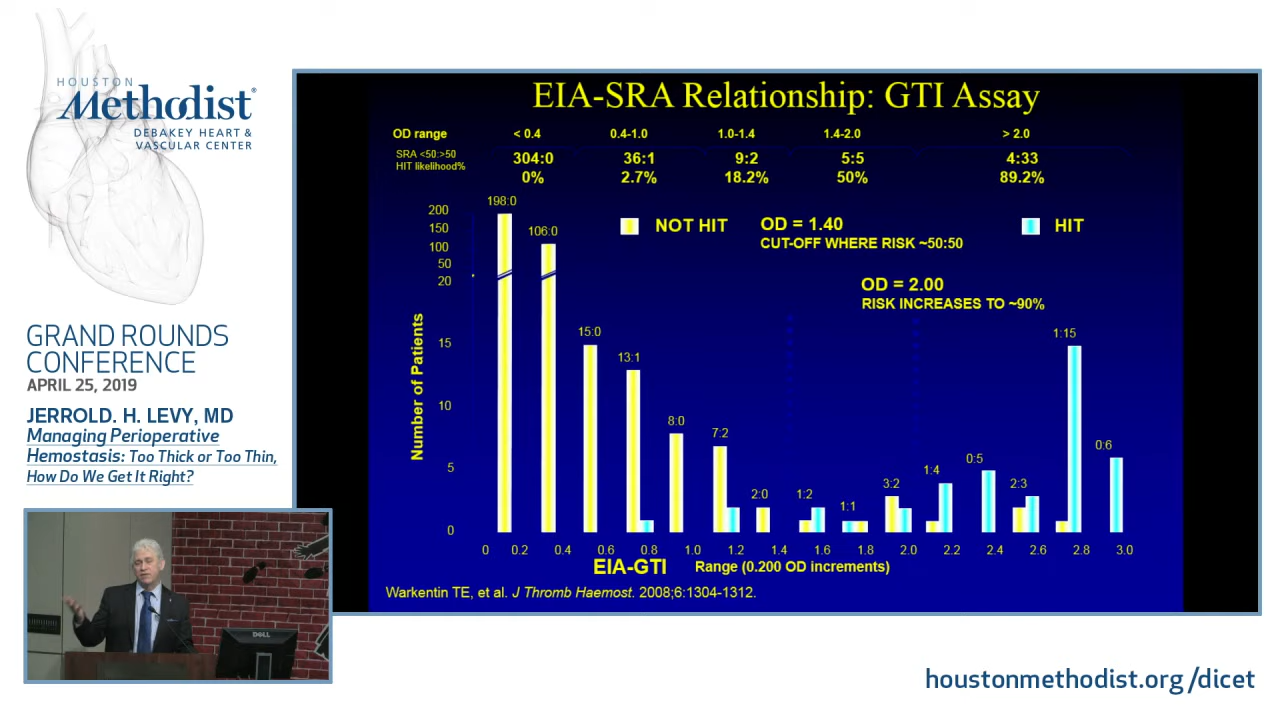 HOUSTON
Methodist®
DEBAKEY HEART &
VASCULAR CENTER
GRAND ROUNDS
CONFERENCE
APRIL 25, 2019
JERROLD. H. LEVY, MD
Managing Perioperative
Hemostasis: Too Thick or Too Thin,
How Do We Get It Right?
EIA-SRA Relationship: GTI Assay
OD range < 0.4 0.4-1.0 1.0-1.4 1.4-2.0 > 2.0
SRA <50:>50 304:0 36:1 9:2 5:5 4:33
HIT likelihood% 0% 2.7% 18.2% 50% 89.2%
NOT HIT
OD = 1.40
CUT-OFF WHERE RISK ~50:50
HIT
OD = 2.00
RISK INCREASES TO ~90%
Number of Patients
200
150
100
50
20
15
10
5
0
198:0
106:0
15:0
13:1
8:0
7:2
2:0
1:2
1:1
3:2
1:4
0:5
2:3
1:15
0:6
0 0.2 0.4 0.6 0.8 1.0 1.2 1.4 1.6 1.8 2.0 2.2 2.4 2.6 2.8 3.0
EIA-GTI Range (0.200 OD increments)
Warkentin TE, et al. J Thromb Haemost. 2008;6:1304-1312.
DELL
houstonmethodist.org/dicet